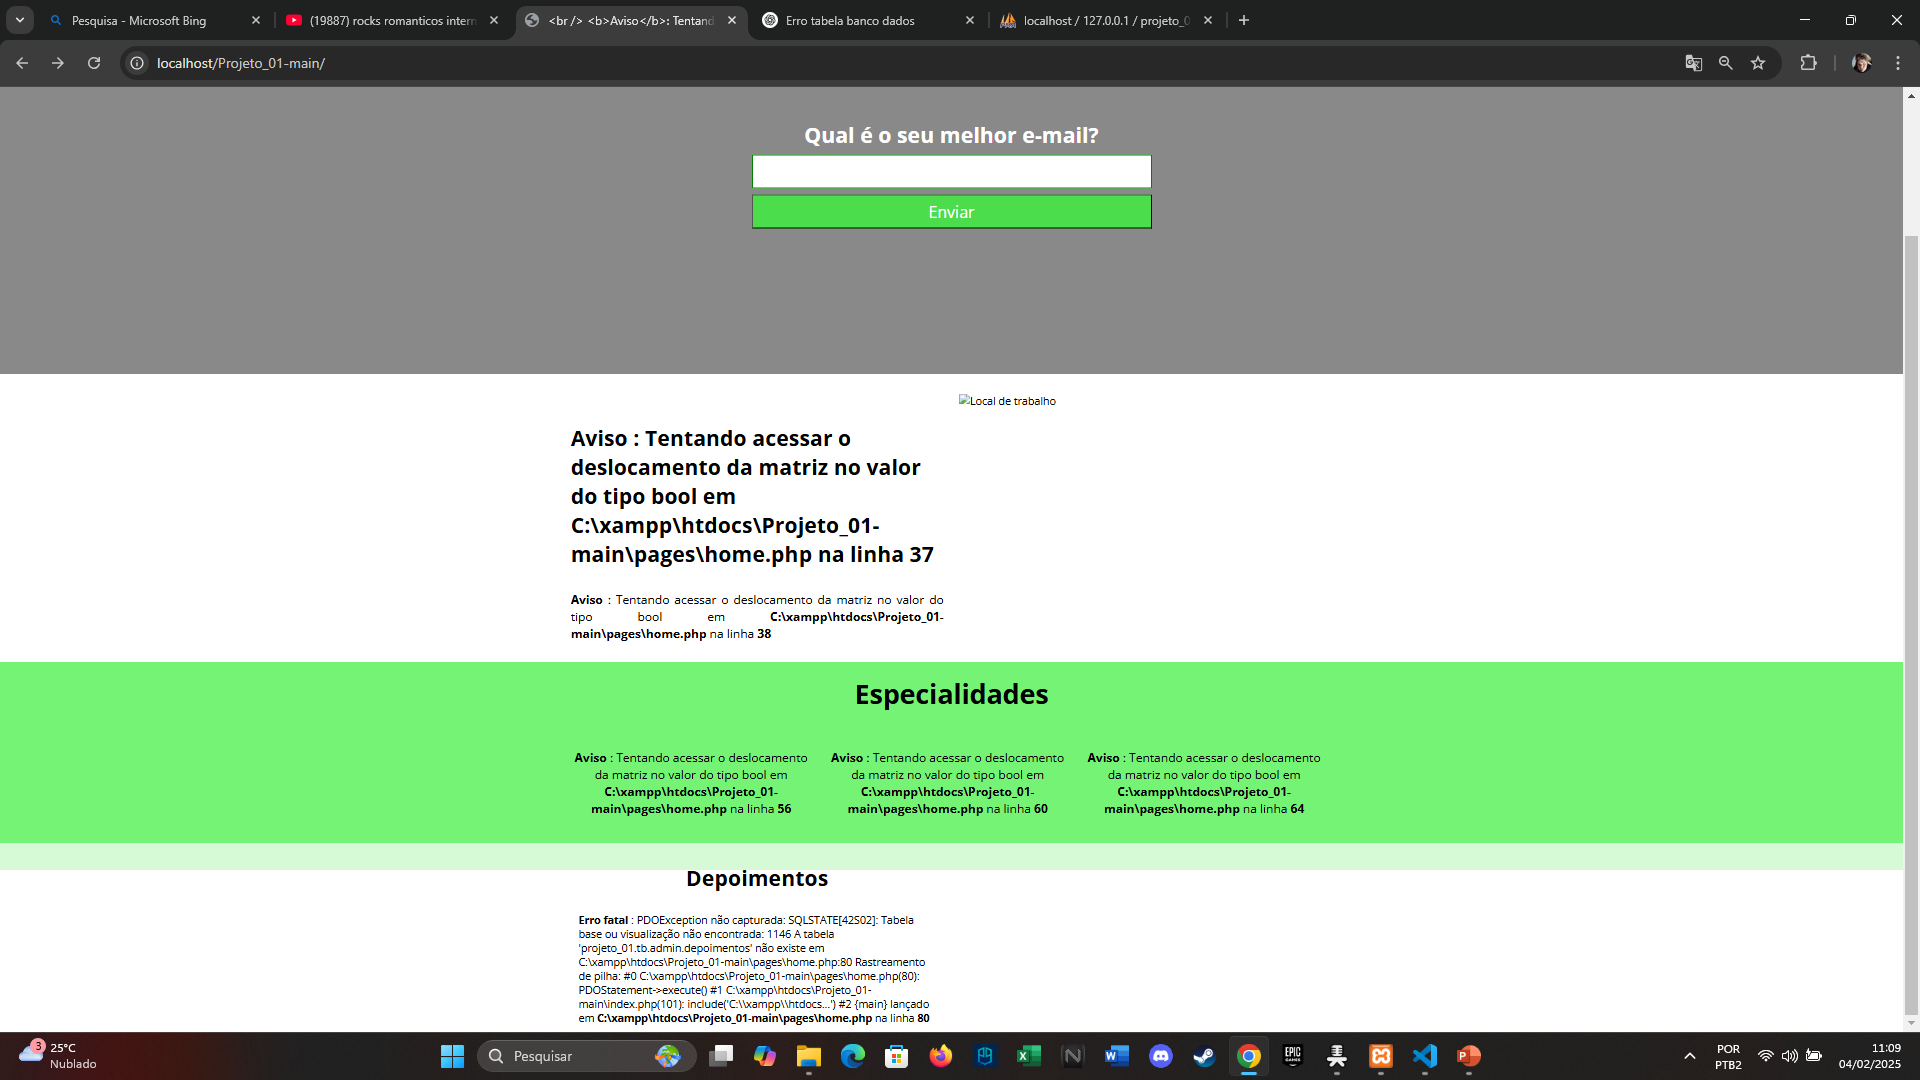 Pesquisa - Microsoft Bing
(19887) rocks romanticos intern
<br /> <b>Aviso</b>: Tentand
Erro tabela banco dados
localhost / 127.0.0.1 / projeto_0
localhost/Projeto_01-main/
Qual é o seu melhor e-mail?
Enviar
Local de trabalho
Aviso : Tentando acessar o
deslocamento da matriz no valor
do tipo bool em
C:\xampp\htdocs\Projeto_01-
main\pages\home.php na linha 37
Aviso : Tentando acessar o deslocamento da matriz no valor do
tipo bool em C:\xampp\htdocs\Projeto_01-
main\pages\home.php na linha 38
Especialidades
Aviso : Tentando acessar o deslocamento
da matriz no valor do tipo bool em
C:\xampp\htdocs\Projeto_01-
main\pages\home.php na linha 56
Aviso : Tentando acessar o deslocamento
da matriz no valor do tipo bool em
C:\xampp\htdocs\Projeto_01-
main\pages\home.php na linha 60
Aviso : Tentando acessar o deslocamento
da matriz no valor do tipo bool em
C:\xampp\htdocs\Projeto_01-
main\pages\home.php na linha 64
Depoimentos
Erro fatal : PDOException não capturada: SQLSTATE[42S02]: Tabela
base ou visualização não encontrada: 1146 A tabela
'projeto_01.tb.admin.depoimentos' não existe em
C:\xampp\htdocs\Projeto_01-main\pages\home.php:80 Rastreamento
de pilha: #0 C:\xampp\htdocs\Projeto_01-main\pages\home.php(80):
PDOStatement->execute() #1 C:\xampp\htdocs\Projeto_01-
main\index.php(101): include('C:\\xampp\\htdocs...') #2 {main} lançado
em C:\xampp\htdocs\Projeto_01-main\pages\home.php na linha 80
3
25°C
Nublado
Pesquisar
EPIC
GAMES
POR
PTB2
11:09
04/02/2025